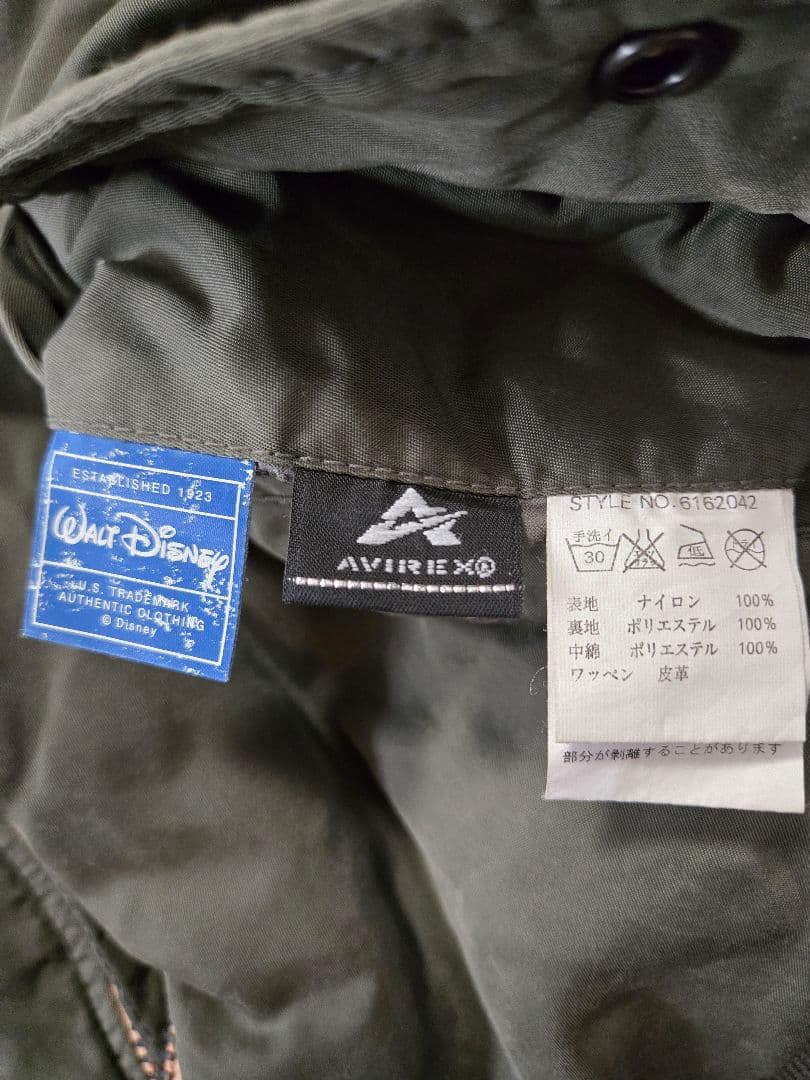 ESTABLISHED 1923
WALT DISNEY
U.S. TRADEMARK
AUTHENTIC CLOTHING
© Disney
AVIREX®
STYLE NO. 6162042
手洗イ
30
低
表地 ナイロン 100%
裏地 ポリエステル 100%
中綿 ポリエステル 100%
ワッペン 皮革
部分が剥離することがあります